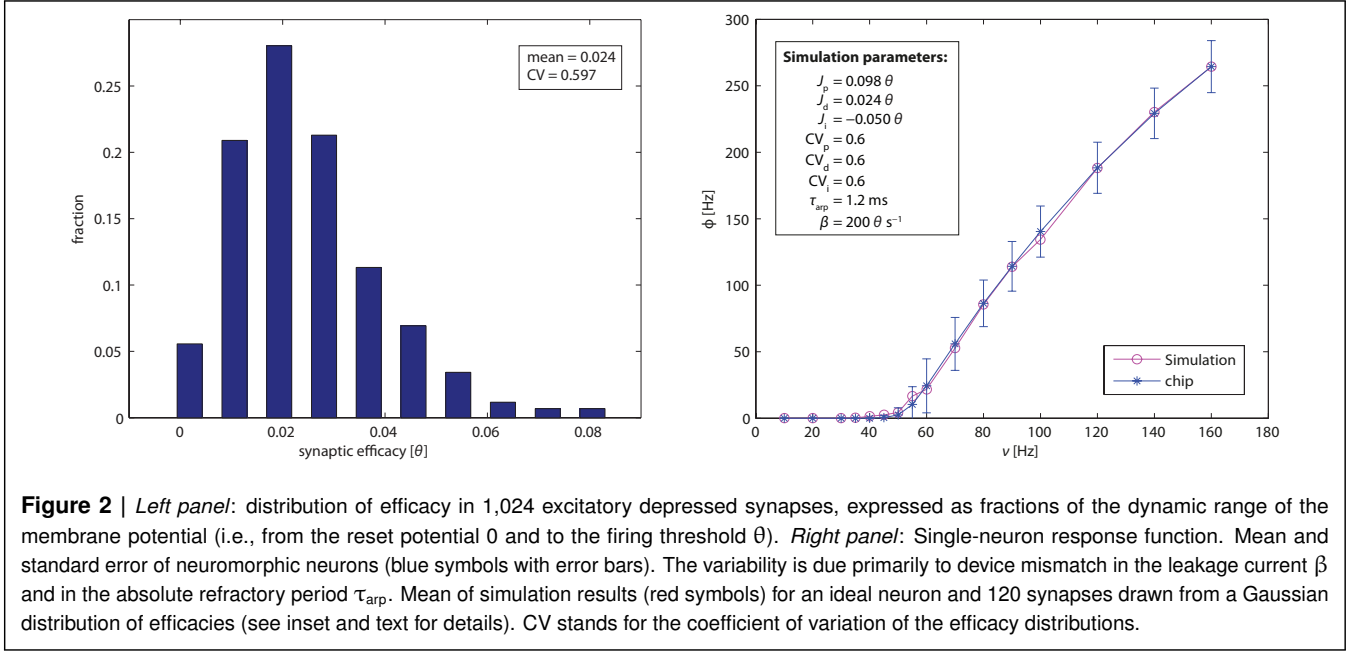 0.25
0.2
0.15
0.1
0.05
0
fraction
mean = 0.024
CV = 0.597
0
0.02
0.04
0.06
0.08
synaptic efficacy [θ]
300
250
200
150
100
50
0
ϕ [Hz]
Simulation parameters:
Jp = 0.098 θ
Jd = 0.024 θ
Ji = −0.050 θ
CVp = 0.6
CVd = 0.6
CVi = 0.6
τarp = 1.2 ms
β = 200 θ s⁻¹
Simulation
chip
0
20
40
60
80
100
120
140
160
180
ν [Hz]
Figure 2 | Left panel: distribution of efficacy in 1,024 excitatory depressed synapses, expressed as fractions of the dynamic range of the
membrane potential (i.e., from the reset potential 0 and to the firing threshold θ). Right panel: Single-neuron response function. Mean and
standard error of neuromorphic neurons (blue symbols with error bars). The variability is due primarily to device mismatch in the leakage current β
and in the absolute refractory period τarp. Mean of simulation results (red symbols) for an ideal neuron and 120 synapses drawn from a Gaussian
distribution of efficacies (see inset and text for details). CV stands for the coefficient of variation of the efficacy distributions.